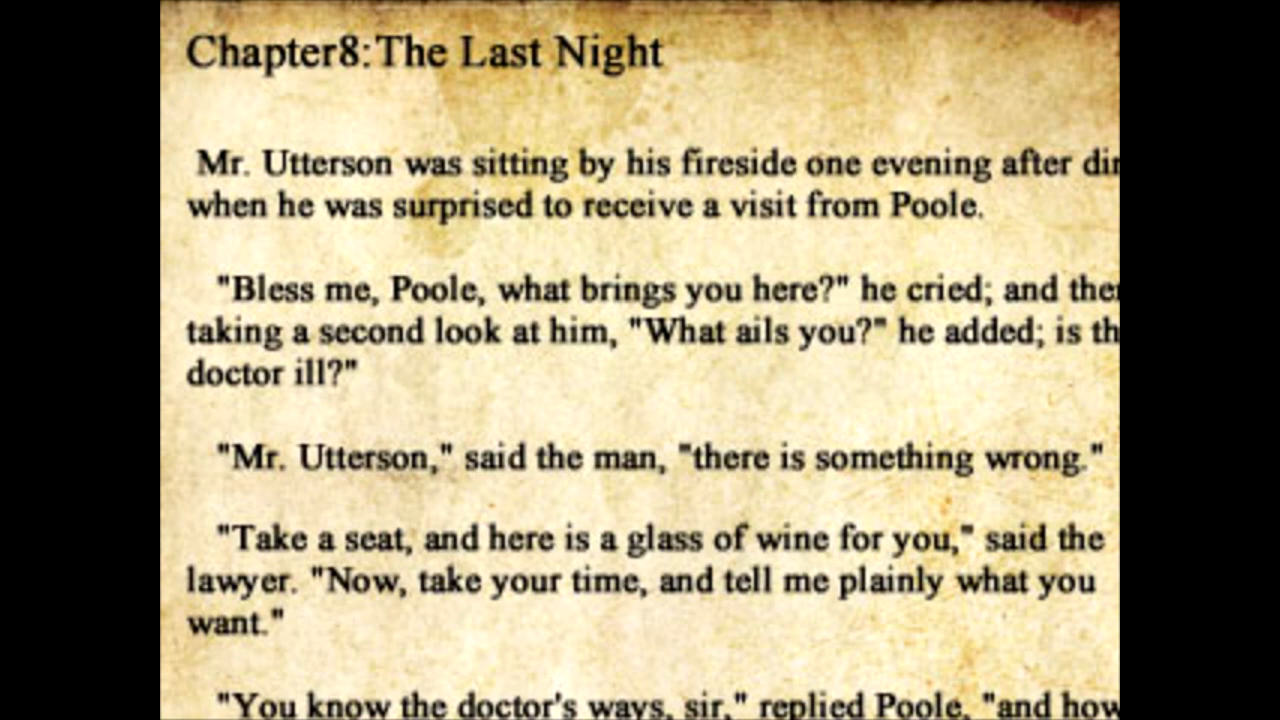 Chapter8:The Last Night
Mr. Utterson was sitting by his fireside one evening after
when he was surprised to receive a visit from Poole.
"Bless me, Poole, what brings you here?" he cried; and
taking a second look at him, "What ails you?" he added; is
doctor ill?"
"Mr. Utterson," said the man, "there is something wrong."
"Take a seat, and here is a glass of wine for you," said the
lawyer. "Now, take your time, and tell me plainly what you
want."
"You know the doctor's ways, sir," replied Poole, "and how